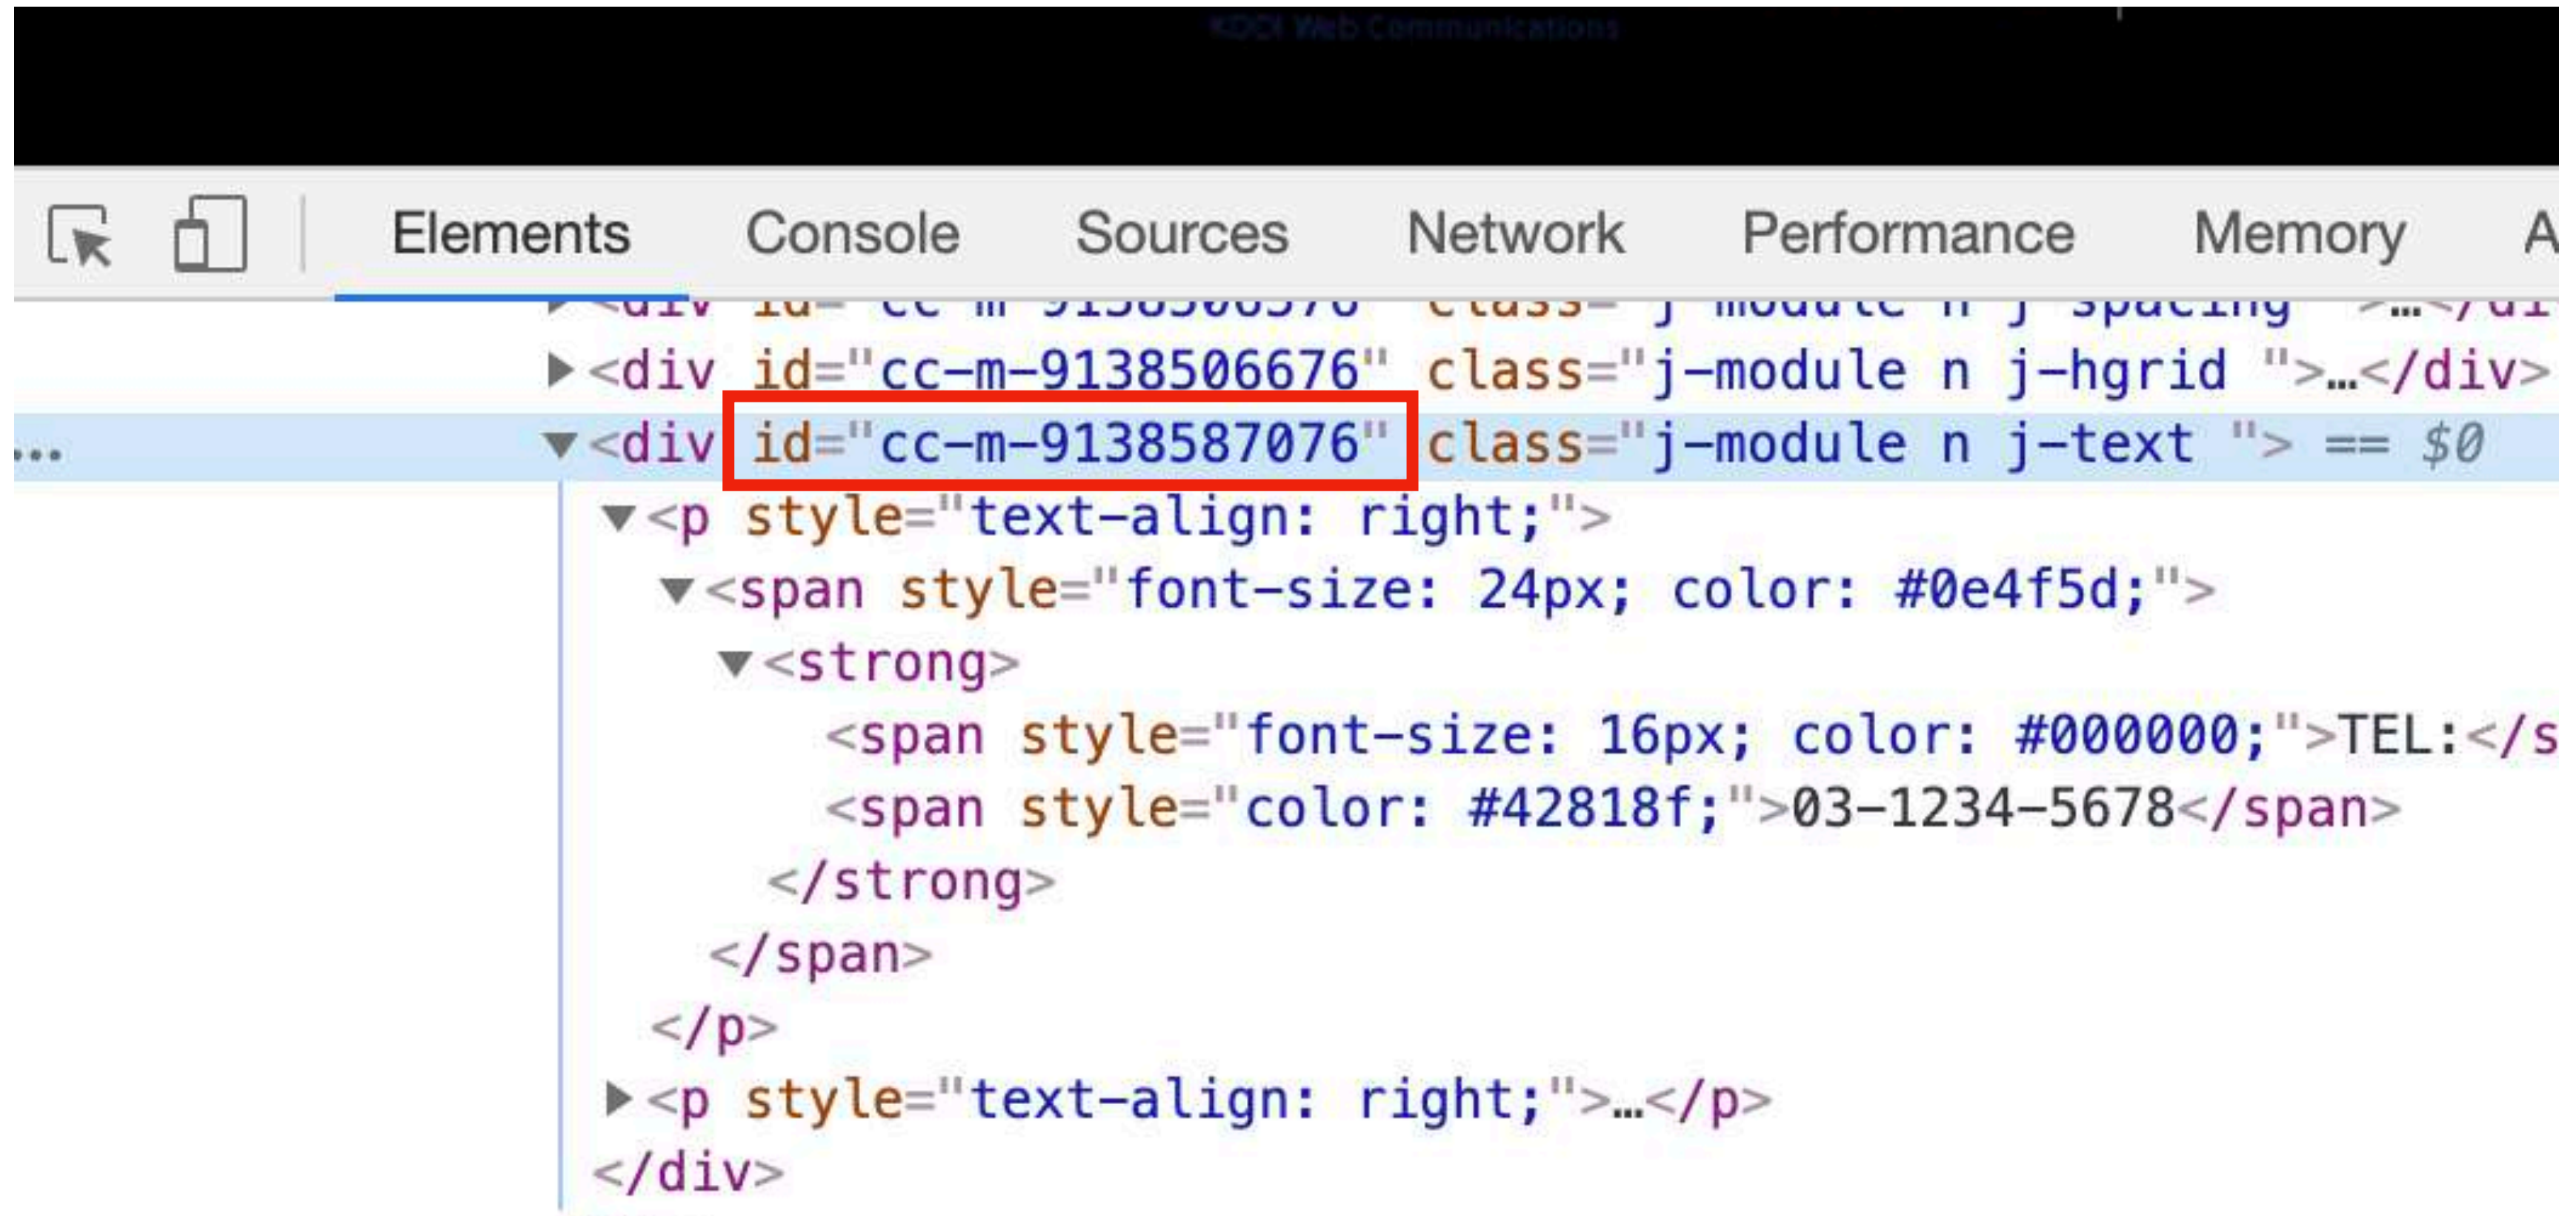 KDDI Web Communications
Elements Console Sources Network Performance Memory A
▶<div id="cc-m-9138506676" class="j-module n j-hgrid ">…</div>
... ▼<div id="cc-m-9138587076" class="j-module n j-text "> == $0
▼<p style="text-align: right;">
▼<span style="font-size: 24px; color: #0e4f5d;">
▼<strong>
<span style="font-size: 16px; color: #000000;">TEL:</s
<span style="color: #42818f;">03-1234-5678</span>
</strong>
</span>
</p>
▶<p style="text-align: right;">…</p>
</div>